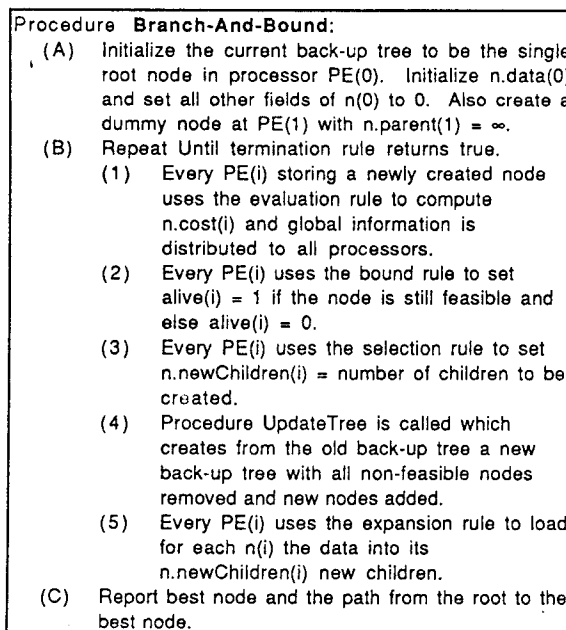 Procedure Branch-And-Bound:
(A) Initialize the current back-up tree to be the single
root node in processor PE(0). Initialize n.data(0)
and set all other fields of n(0) to 0. Also create a
dummy node at PE(1) with n.parent(1) = ∞.
(B) Repeat Until termination rule returns true.
(1) Every PE(i) storing a newly created node
uses the evaluation rule to compute
n.cost(i) and global information is
distributed to all processors.
(2) Every PE(i) uses the bound rule to set
alive(i) = 1 if the node is still feasible and
else alive(i) = 0.
(3) Every PE(i) uses the selection rule to set
n.newChildren(i) = number of children to be
created.
(4) Procedure UpdateTree is called which
creates from the old back-up tree a new
back-up tree with all non-feasible nodes
removed and new nodes added.
(5) Every PE(i) uses the expansion rule to load
for each n(i) the data into its
n.newChildren(i) new children.
(C) Report best node and the path from the root to the
best node.